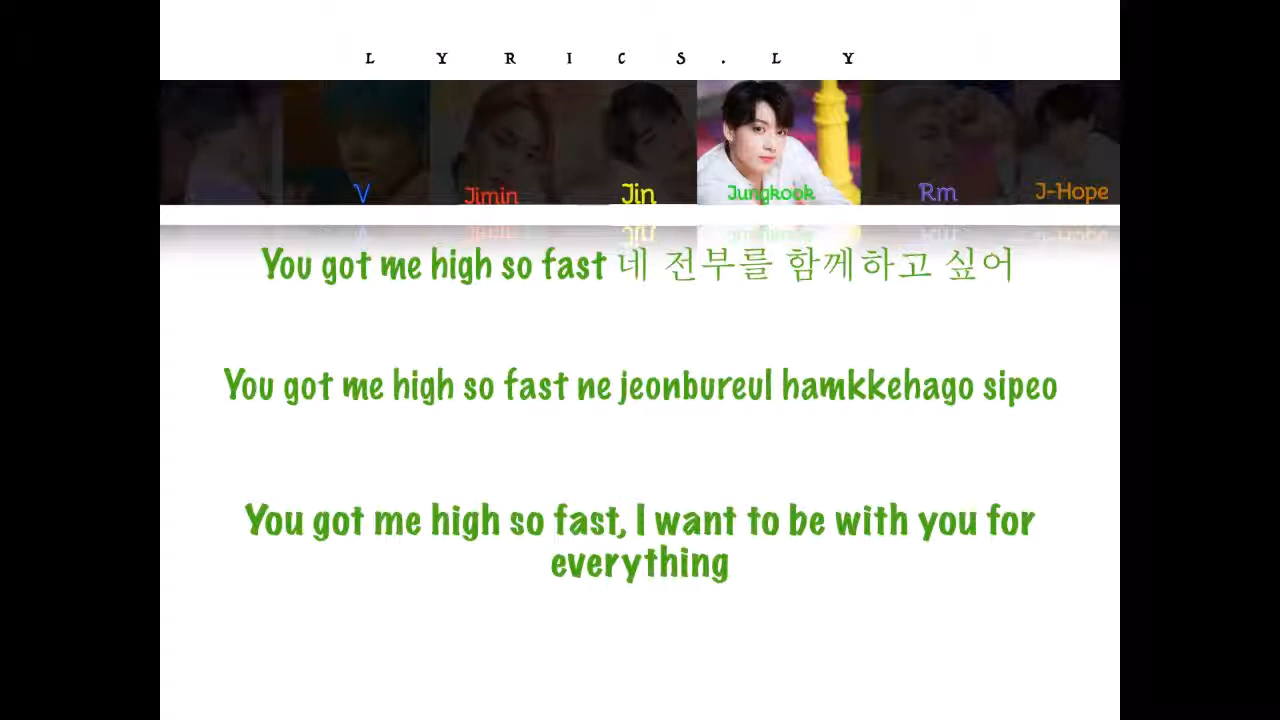 LYRICS.LY
V Jimin Jin Jungkook Rm J-Hope
You got me high so fast 네 전부를 함께하고 싶어
You got me high so fast ne jeonbureul hamkkehago sipeo
You got me high so fast, I want to be with you for
everything